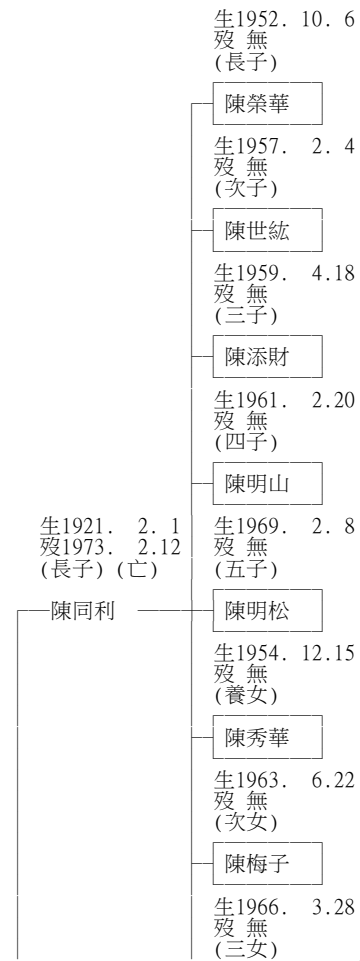 生1952. 10. 6
歿 無
(長子)
陳榮華
生1957. 2. 4
歿 無
(次子)
陳世紘
生1959. 4.18
歿 無
(三子)
陳添財
生1961. 2.20
歿 無
(四子)
陳明山
生1921. 2. 1
歿1973. 2.12
(長子)(亡)
陳同利
生1969. 2. 8
歿 無
(五子)
陳明松
生1954. 12.15
歿 無
(養女)
陳秀華
生1963. 6.22
歿 無
(次女)
陳梅子
生1966. 3.28
歿 無
(三女)